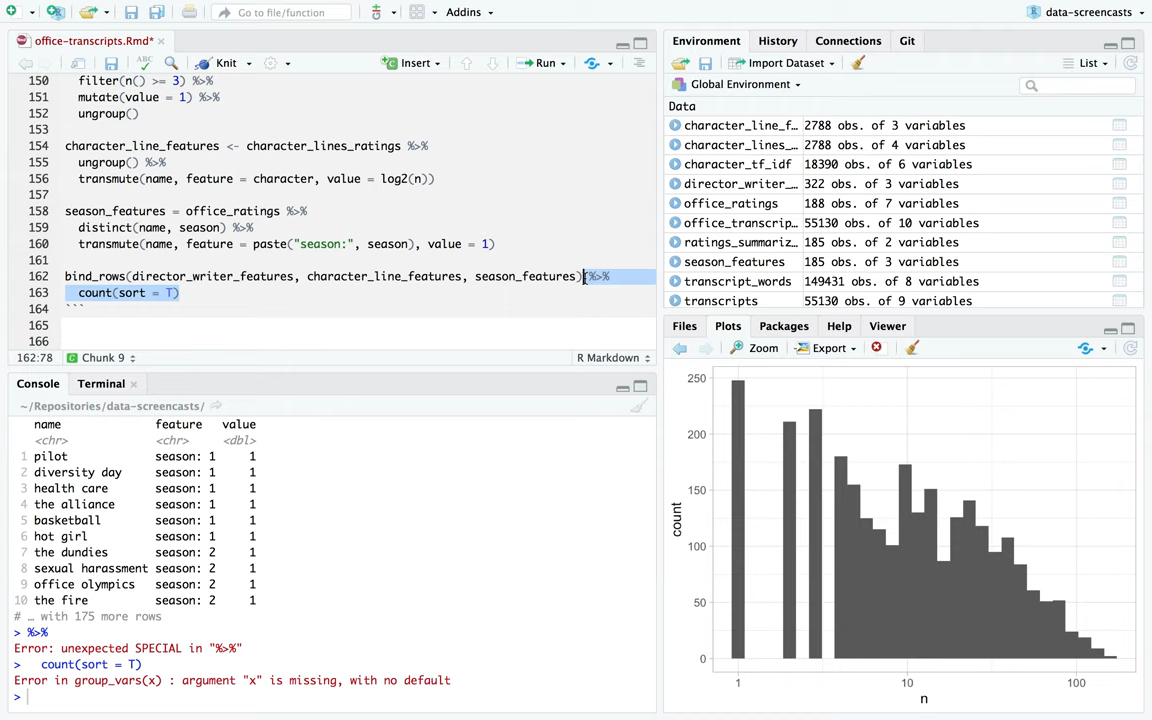 Go to file/function
Addins
data-screencasts
office-transcripts.Rmd*
ABC
Knit
Insert
Run
150 filter(n() >= 3) %>%
151 mutate(value = 1) %>%
152 ungroup()
153
154 character_line_features <- character_lines_ratings %>%
155 ungroup() %>%
156 transmute(name, feature = character, value = log2(n))
157
158 season_features = office_ratings %>%
159 distinct(name, season) %>%
160 transmute(name, feature = paste("season:", season), value = 1)
161
162 bind_rows(director_writer_features, character_line_features, season_features) %>%
163 count(sort = T)
164 ```
165
166
162:78 Chunk 9 R Markdown
Console Terminal
~/Repositories/data-screencasts/
name feature value
<chr> <chr> <dbl>
1 pilot season: 1 1
2 diversity day season: 1 1
3 health care season: 1 1
4 the alliance season: 1 1
5 basketball season: 1 1
6 hot girl season: 1 1
7 the dundies season: 2 1
8 sexual harassment season: 2 1
9 office olympics season: 2 1
10 the fire season: 2 1
# … with 175 more rows
> %>%
Error: unexpected SPECIAL in "%>%"
> count(sort = T)
Error in group_vars(x) : argument "x" is missing, with no default
>
Environment History Connections Git
Import Dataset List
Global Environment
Data
character_line_f… 2788 obs. of 3 variables
character_lines_… 2788 obs. of 4 variables
character_tf_idf 18390 obs. of 6 variables
director_writer_… 322 obs. of 3 variables
office_ratings 188 obs. of 7 variables
office_transcrip… 55130 obs. of 10 variables
ratings_summariz… 185 obs. of 2 variables
season_features 185 obs. of 3 variables
transcript_words 149431 obs. of 8 variables
transcripts 55130 obs. of 9 variables
Files Plots Packages Help Viewer
Zoom Export
250
200
150
100
50
0
count
1 10 100
n